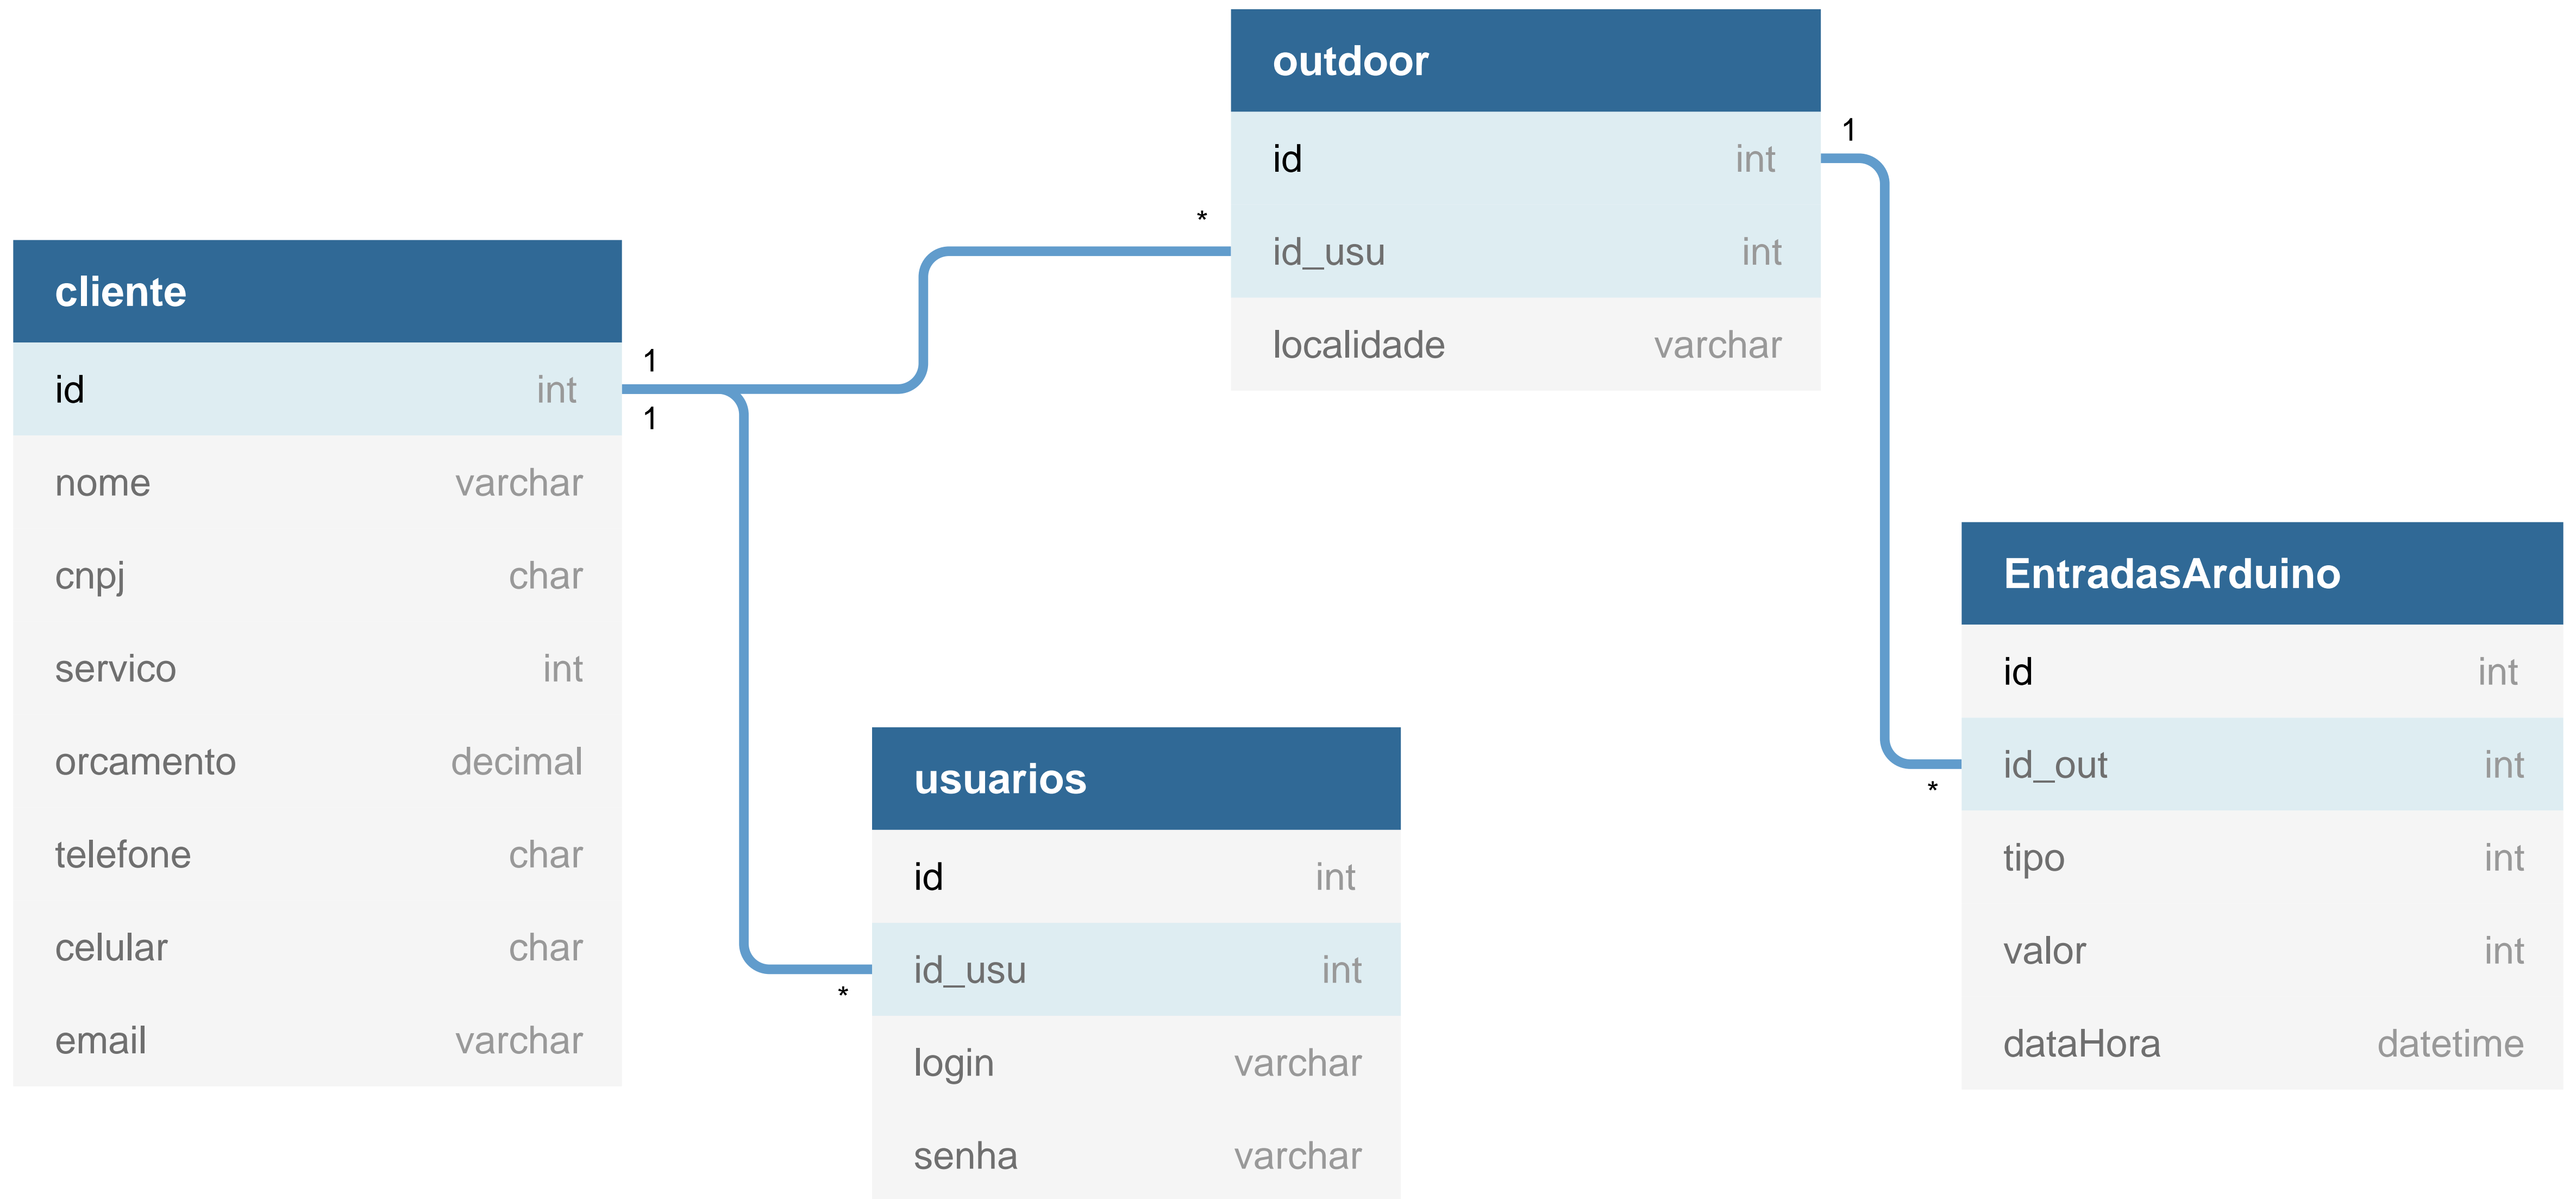 cliente
id int
nome varchar
cnpj char
servico int
orcamento decimal
telefone char
celular char
email varchar
1
1
*
outdoor
id int
id_usu int
localidade varchar
1
*
usuarios
id int
id_usu int
login varchar
senha varchar
*
EntradasArduino
id int
id_out int
tipo int
valor int
dataHora datetime